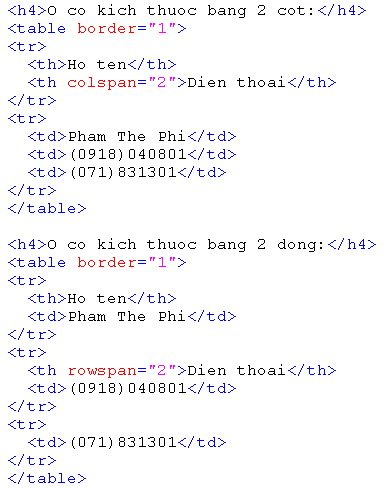 <h4>O co kich thuoc bang 2 cot:</h4>
<table border="1">
<tr>
  <th>Ho ten</th>
  <th colspan="2">Dien thoai</th>
</tr>
<tr>
  <td>Pham The Phi</td>
  <td>(0918)040801</td>
  <td>(071)831301</td>
</tr>
</table>

<h4>O co kich thuoc bang 2 dong:</h4>
<table border="1">
<tr>
  <th>Ho ten</th>
  <td>Pham The Phi</td>
</tr>
<tr>
  <th rowspan="2">Dien thoai</th>
  <td>(0918)040801</td>
</tr>
<tr>
  <td>(071)831301</td>
</tr>
</table>